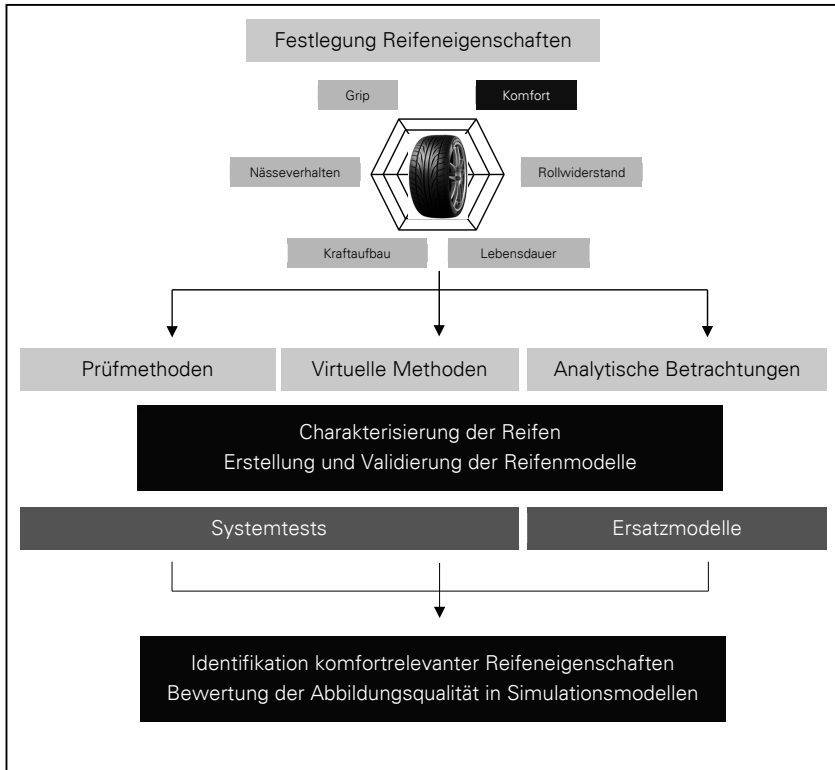 Festlegung Reifeneigenschaften
Grip
Komfort
Nässeverhalten
Rollwiderstand
Kraftaufbau
Lebensdauer
Prüfmethoden
Virtuelle Methoden
Analytische Betrachtungen
Charakterisierung der Reifen
Erstellung und Validierung der Reifenmodelle
Systemtests
Ersatzmodelle
Identifikation komfortrelevanter Reifeneigenschaften
Bewertung der Abbildungsqualität in Simulationsmodellen